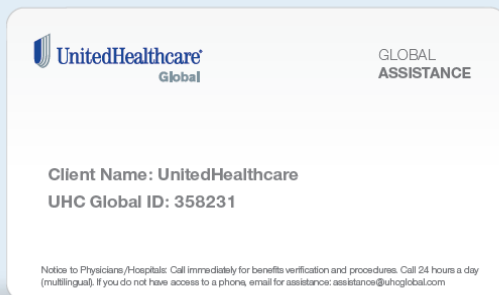 UnitedHealthcare®
Global
GLOBAL
ASSISTANCE
Client Name: UnitedHealthcare
UHC Global ID: 358231
Notice to Physicians/Hospitals: Call immediately for benefits verification and procedures. Call 24 hours a day
(multilingual). If you do not have access to a phone, email for assistance: assistance@uhcglobal.com